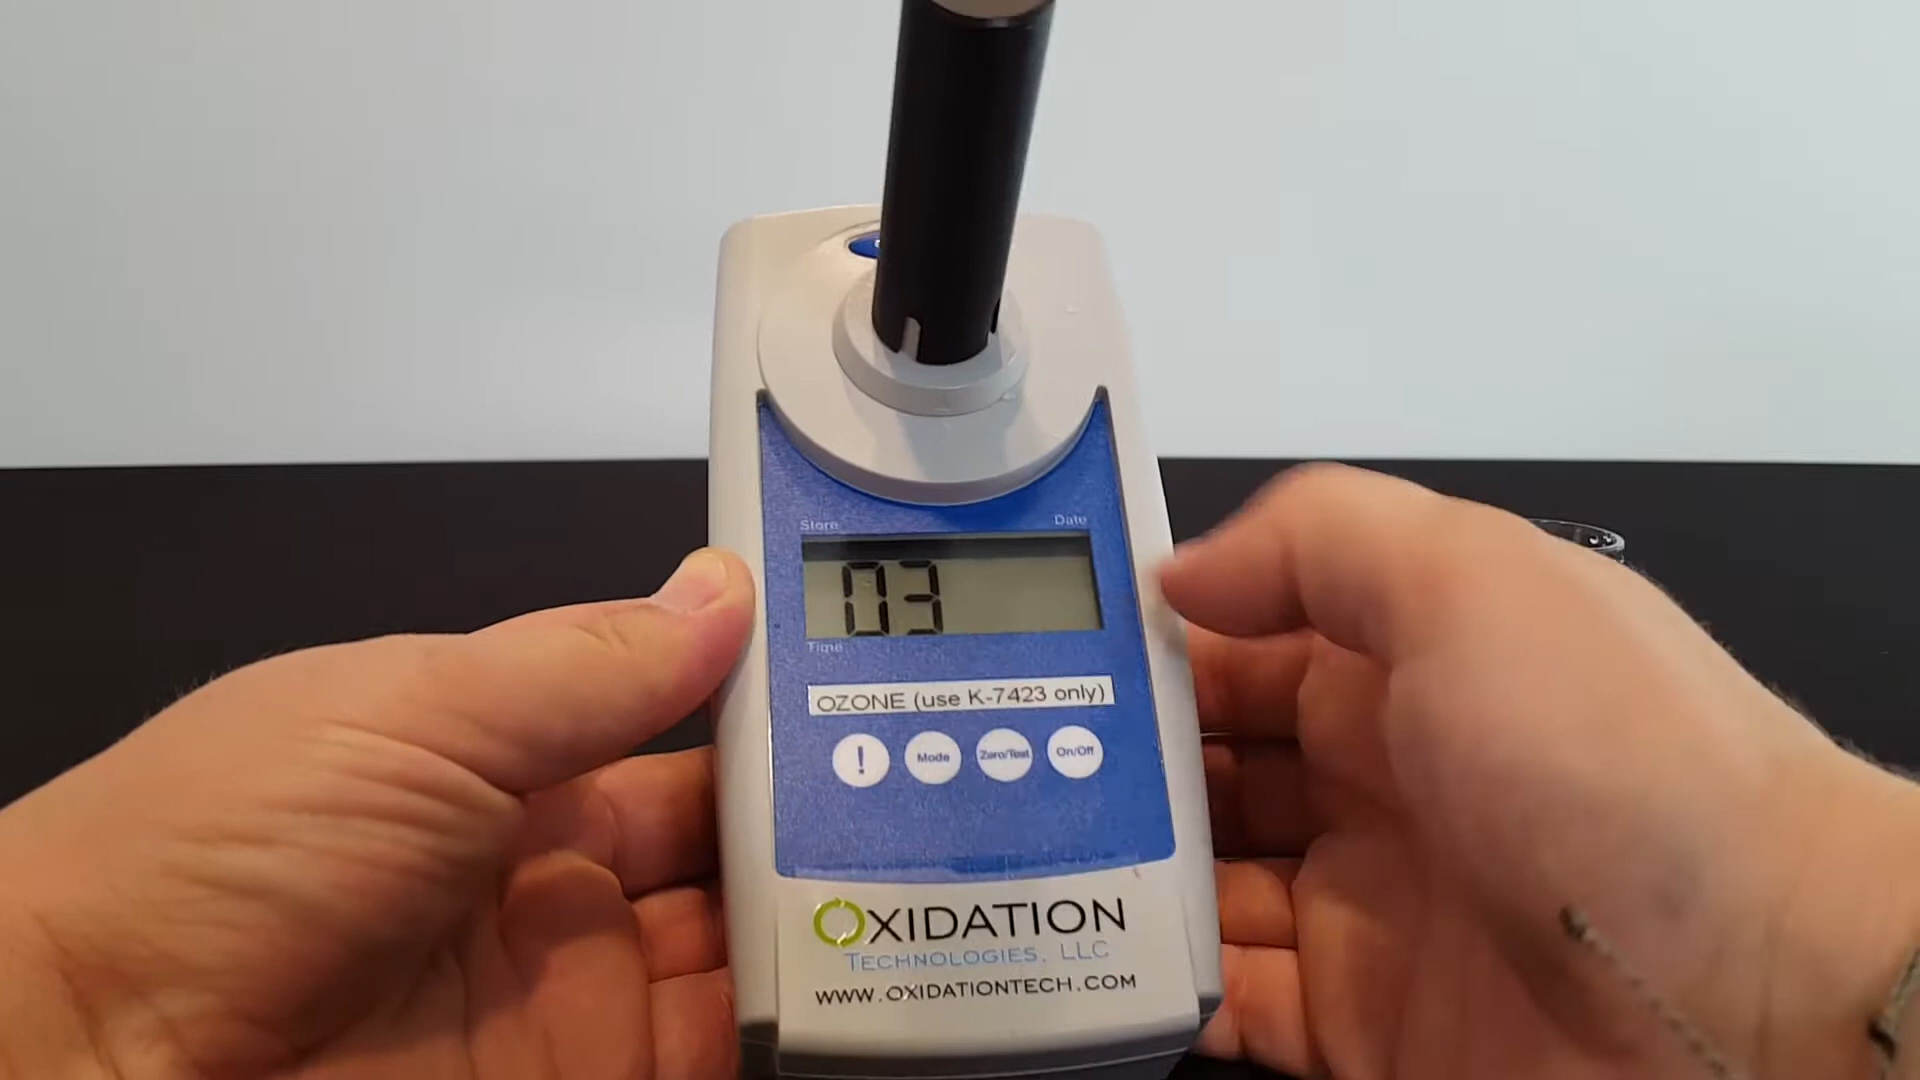 Store Date
03
Time
OZONE (use K-7423 only)
! Mode Zero/Test On/Off
OXIDATION
TECHNOLOGIES, LLC
WWW.OXIDATIONTECH.COM